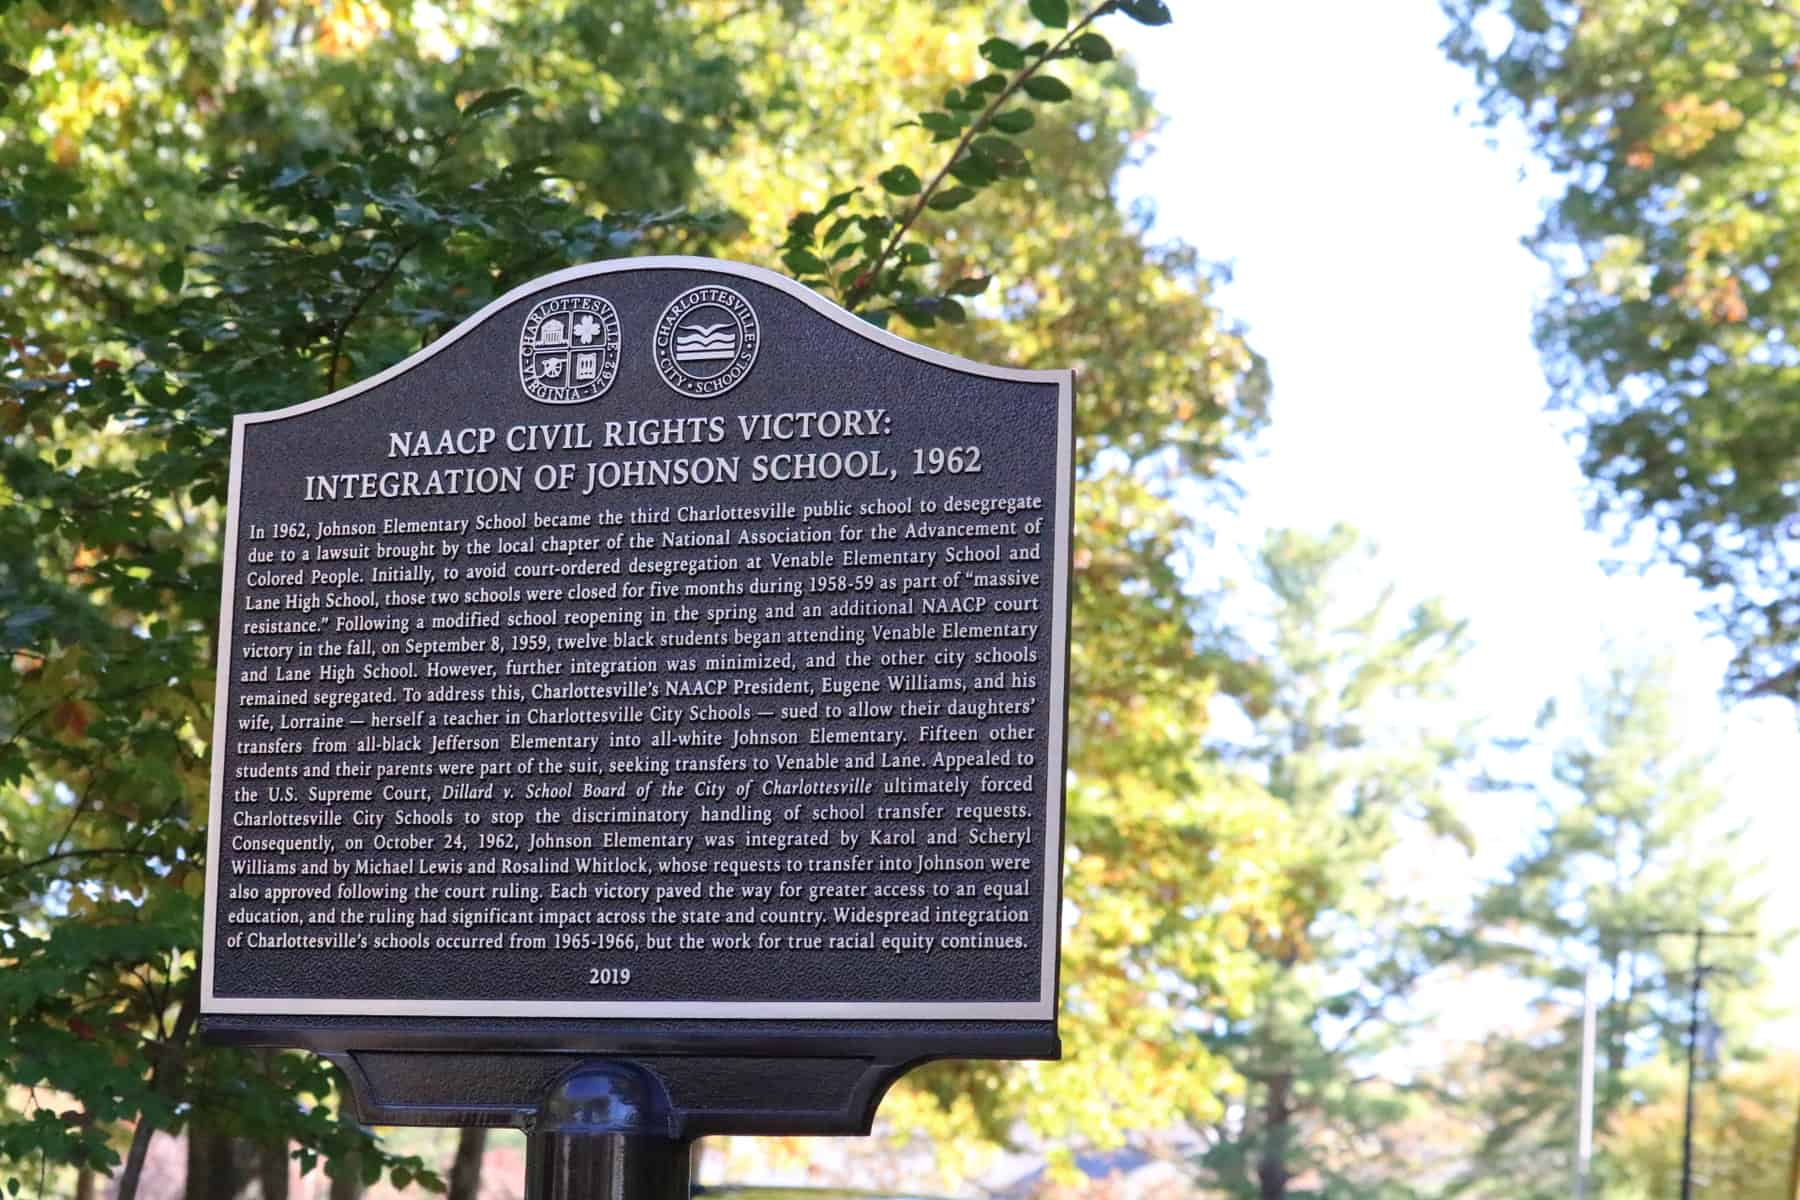 CHARLOTTESVILLE
VIRGINIA - 1762
CHARLOTTESVILLE
CITY • SCHOOLS
NAACP CIVIL RIGHTS VICTORY:
INTEGRATION OF JOHNSON SCHOOL, 1962
In 1962, Johnson Elementary School became the third Charlottesville public school to desegregate
due to a lawsuit brought by the local chapter of the National Association for the Advancement of
Colored People. Initially, to avoid court-ordered desegregation at Venable Elementary School and
Lane High School, those two schools were closed for five months during 1958-59 as part of “massive
resistance.” Following a modified school reopening in the spring and an additional NAACP court
victory in the fall, on September 8, 1959, twelve black students began attending Venable Elementary
and Lane High School. However, further integration was minimized, and the other city schools
remained segregated. To address this, Charlottesville’s NAACP President, Eugene Williams, and his
wife, Lorraine — herself a teacher in Charlottesville City Schools — sued to allow their daughters’
transfers from all-black Jefferson Elementary into all-white Johnson Elementary. Fifteen other
students and their parents were part of the suit, seeking transfers to Venable and Lane. Appealed to
the U.S. Supreme Court, Dillard v. School Board of the City of Charlottesville ultimately forced
Charlottesville City Schools to stop the discriminatory handling of school transfer requests.
Consequently, on October 24, 1962, Johnson Elementary was integrated by Karol and Scheryl
Williams and by Michael Lewis and Rosalind Whitlock, whose requests to transfer into Johnson were
also approved following the court ruling. Each victory paved the way for greater access to an equal
education, and the ruling had significant impact across the state and country. Widespread integration
of Charlottesville’s schools occurred from 1965-1966, but the work for true racial equity continues.
2019